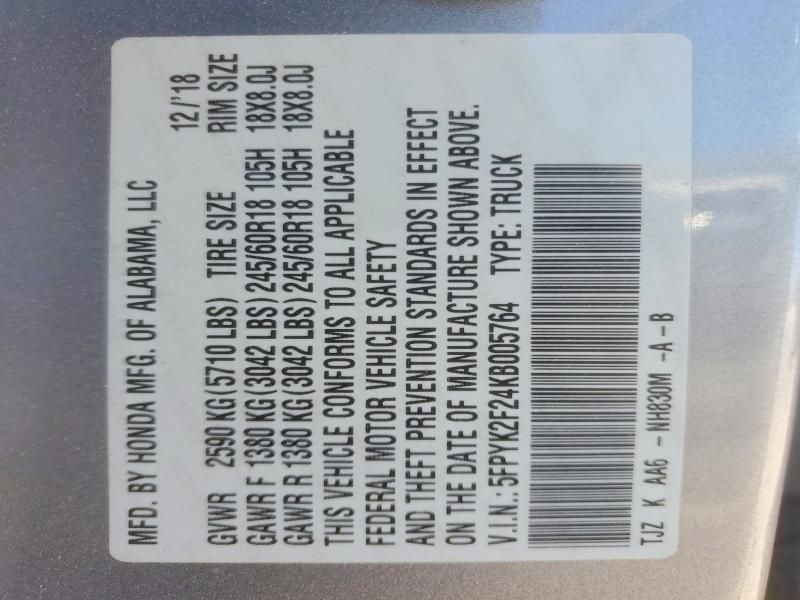 MFD. BY HONDA MFG. OF ALABAMA, LLC 12/'18
GVWR 2590 KG (5710 LBS) TIRE SIZE RIM SIZE
GAWR F 1380 KG (3042 LBS) 245/60R18 105H 18X8.0J
GAWR R 1380 KG (3042 LBS) 245/60R18 105H 18X8.0J
THIS VEHICLE CONFORMS TO ALL APPLICABLE
FEDERAL MOTOR VEHICLE SAFETY
AND THEFT PREVENTION STANDARDS IN EFFECT
ON THE DATE OF MANUFACTURE SHOWN ABOVE.
V.I.N.: 5FPYK2F24KB005764 TYPE: TRUCK
TJZ K AA6 - NH830M -A-B